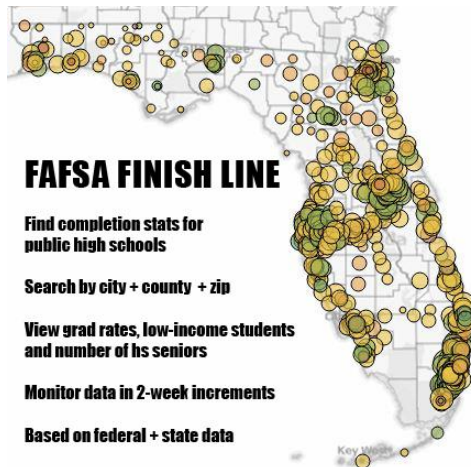 FAFSA FINISH LINE
Find completion stats for
public high schools
Search by city + county + zip
View grad rates, low-income students
and number of hs seniors
Monitor data in 2-week increments
Based on federal + state data
Key West